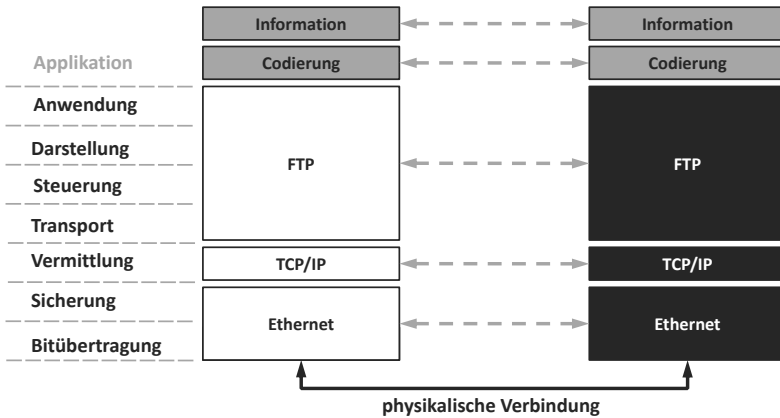 Information
Information
Applikation
Codierung
Codierung
Anwendung
Darstellung
FTP
FTP
Steuerung
Transport
Vermittlung
TCP/IP
TCP/IP
Sicherung
Ethernet
Ethernet
Bitübertragung
physikalische Verbindung